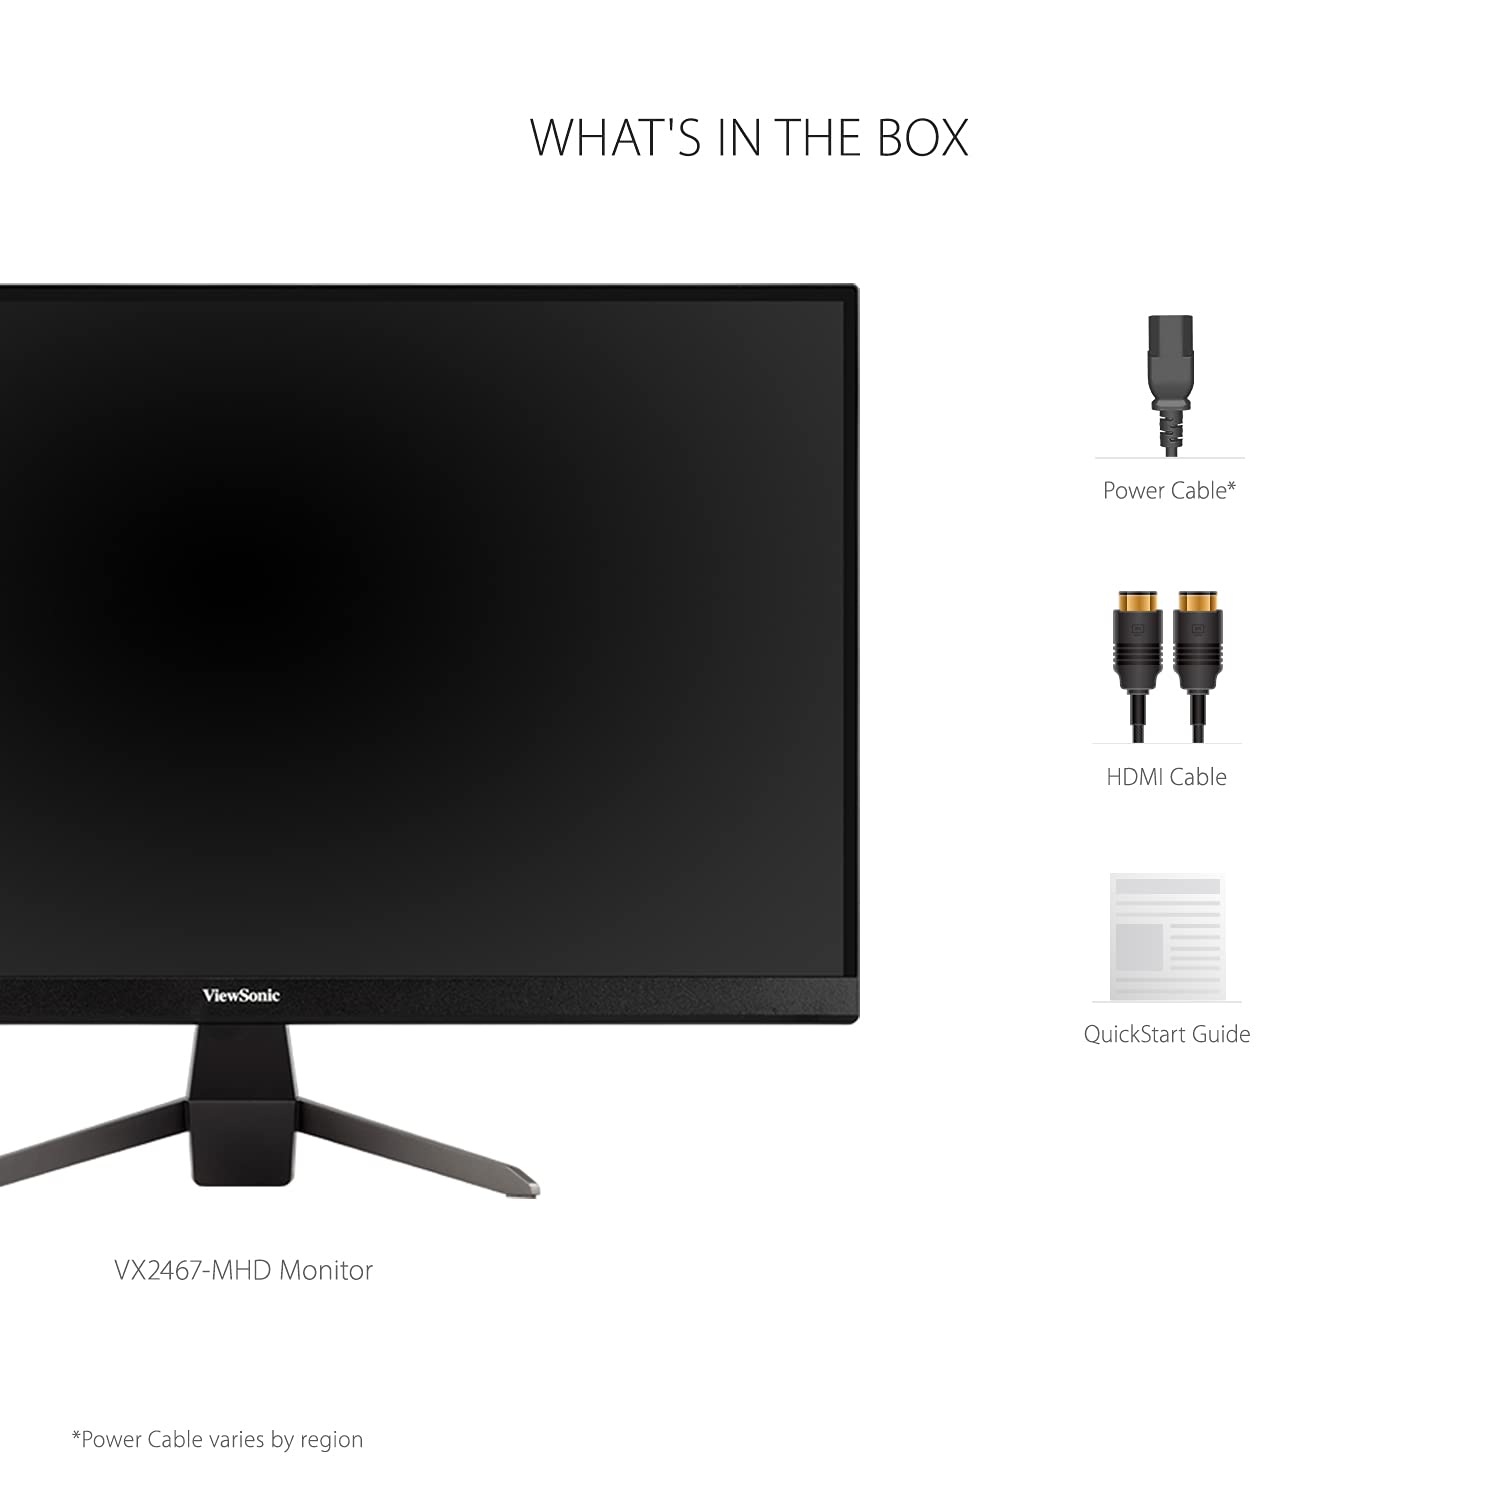 WHAT'S IN THE BOX
Power Cable*
HDMI Cable
ViewSonic
QuickStart Guide
VX2467-MHD Monitor
*Power Cable varies by region